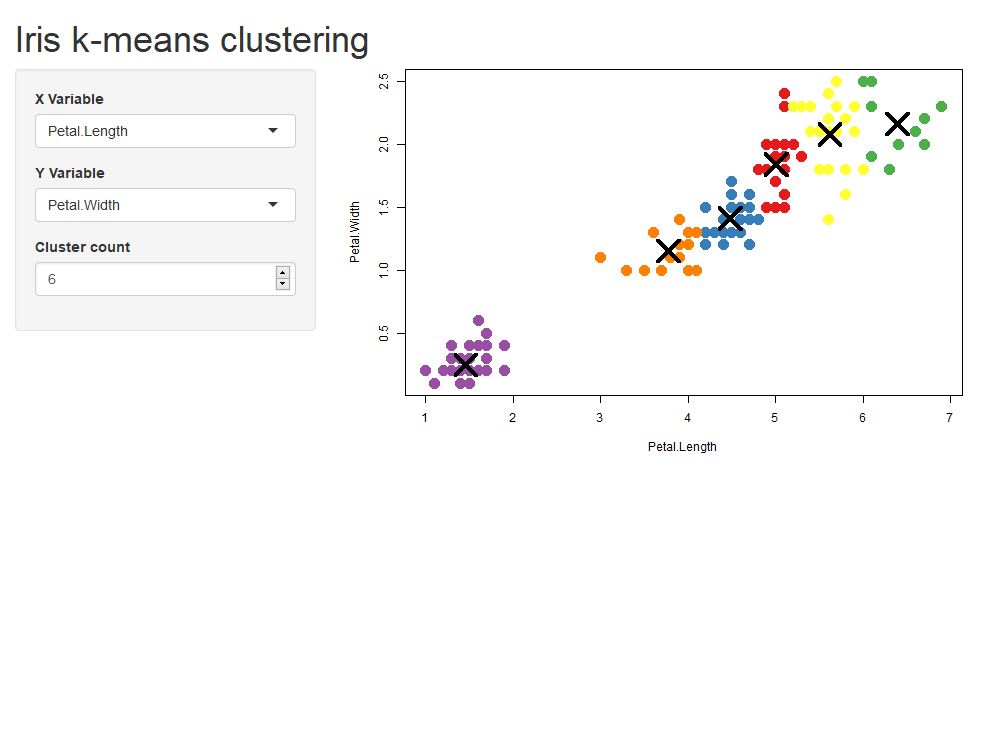 Iris k-means clustering
X Variable
Petal.Length
Y Variable
Petal.Width
Cluster count
6
Petal.Width
2.5
2.0
1.5
1.0
0.5
1 2 3 4 5 6 7
Petal.Length